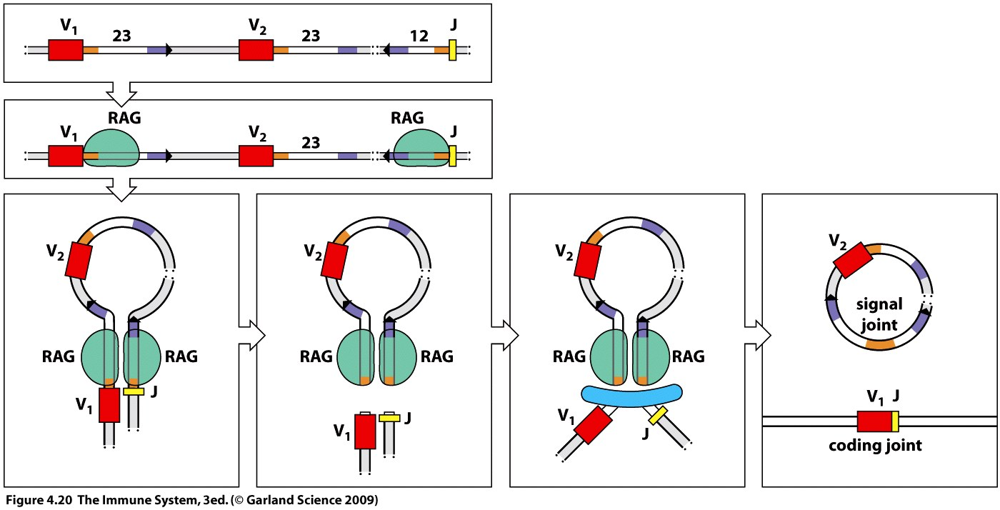 V1 23 V2 23 12 J
RAG RAG
V1 V2 23 J
V2
RAG RAG
V1 J
V2
RAG RAG
V1 J
V2
RAG RAG
V1 J
V2
signal
joint
V1 J
coding joint
Figure 4.20 The Immune System, 3ed. (© Garland Science 2009)